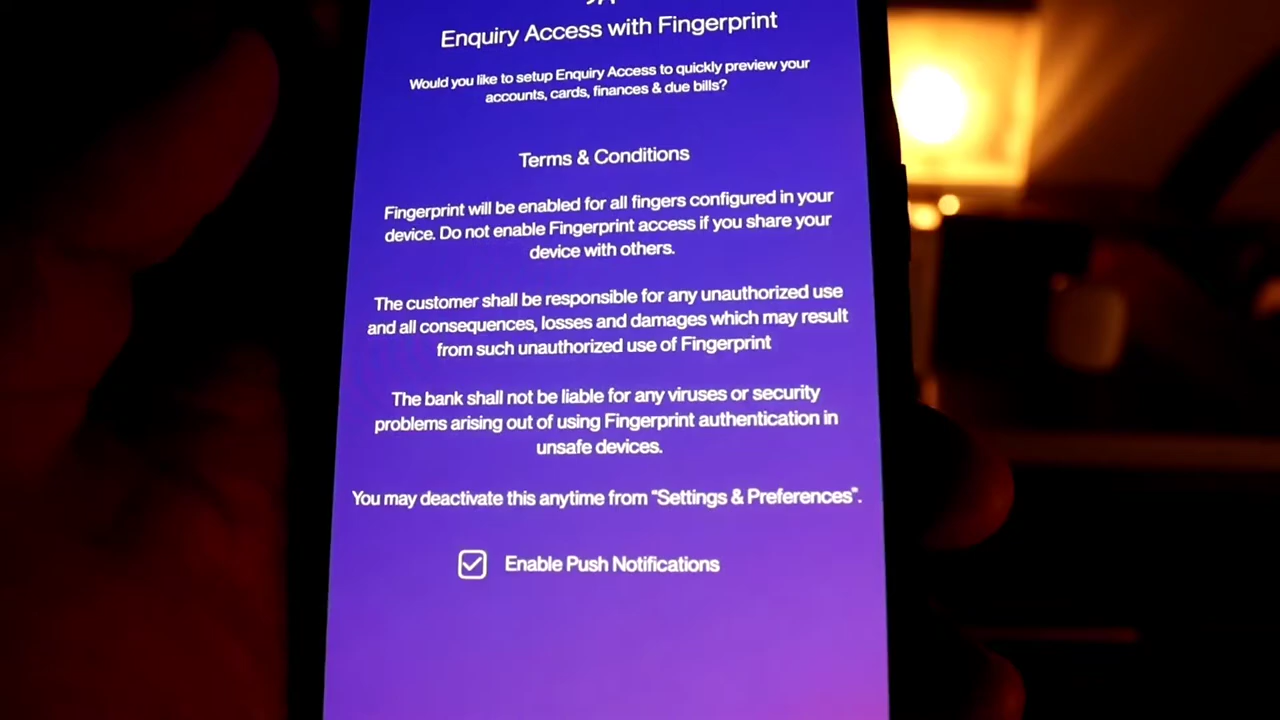 Enquiry Access with Fingerprint
Would you like to setup Enquiry Access to quickly preview your
accounts, cards, finances & due bills?
Terms & Conditions
Fingerprint will be enabled for all fingers configured in your
device. Do not enable Fingerprint access if you share your
device with others.
The customer shall be responsible for any unauthorized use
and all consequences, losses and damages which may result
from such unauthorized use of Fingerprint
The bank shall not be liable for any viruses or security
problems arising out of using Fingerprint authentication in
unsafe devices.
You may deactivate this anytime from "Settings & Preferences".
Enable Push Notifications